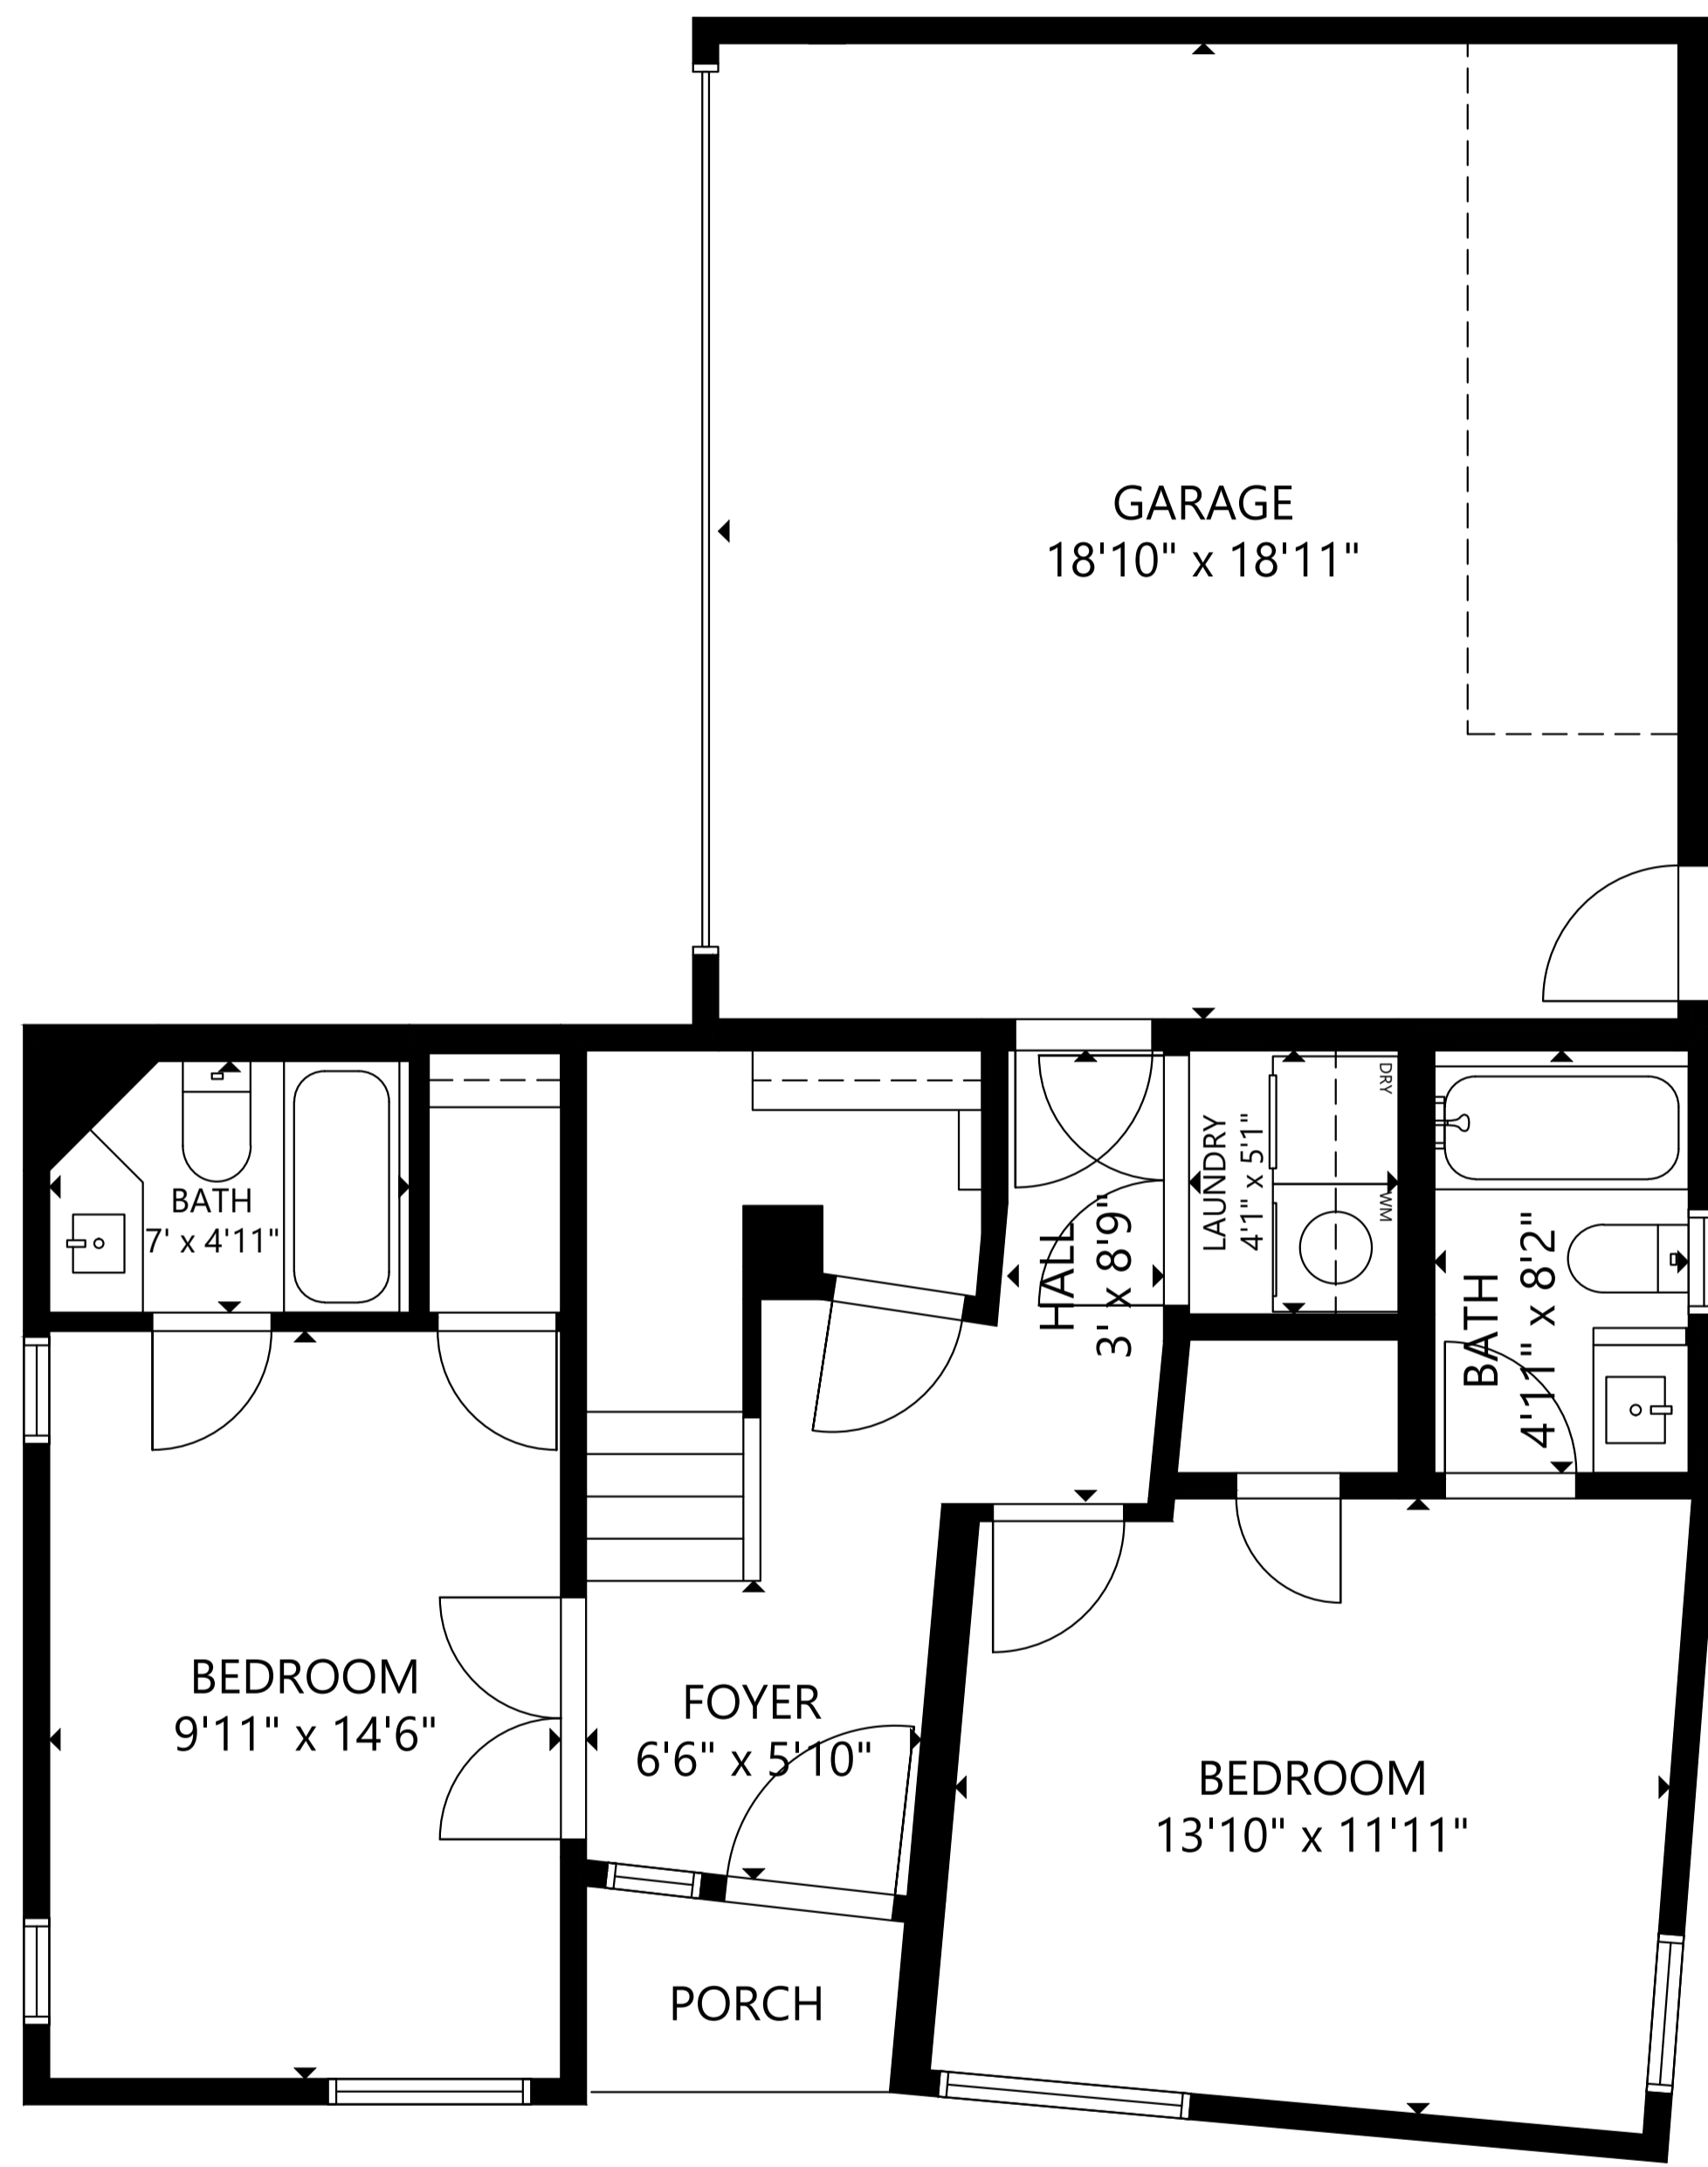 GARAGE
18'10" x 18'11"
BATH
7' x 4'11"
HALL
3' x 8'9"
LAUNDRY
4'1" x 5'1"
DRY
WM
BATH
4'11" x 8'2"
BEDROOM
9'11" x 14'6"
FOYER
6'6" x 5'10"
BEDROOM
13'10" x 11'11"
PORCH